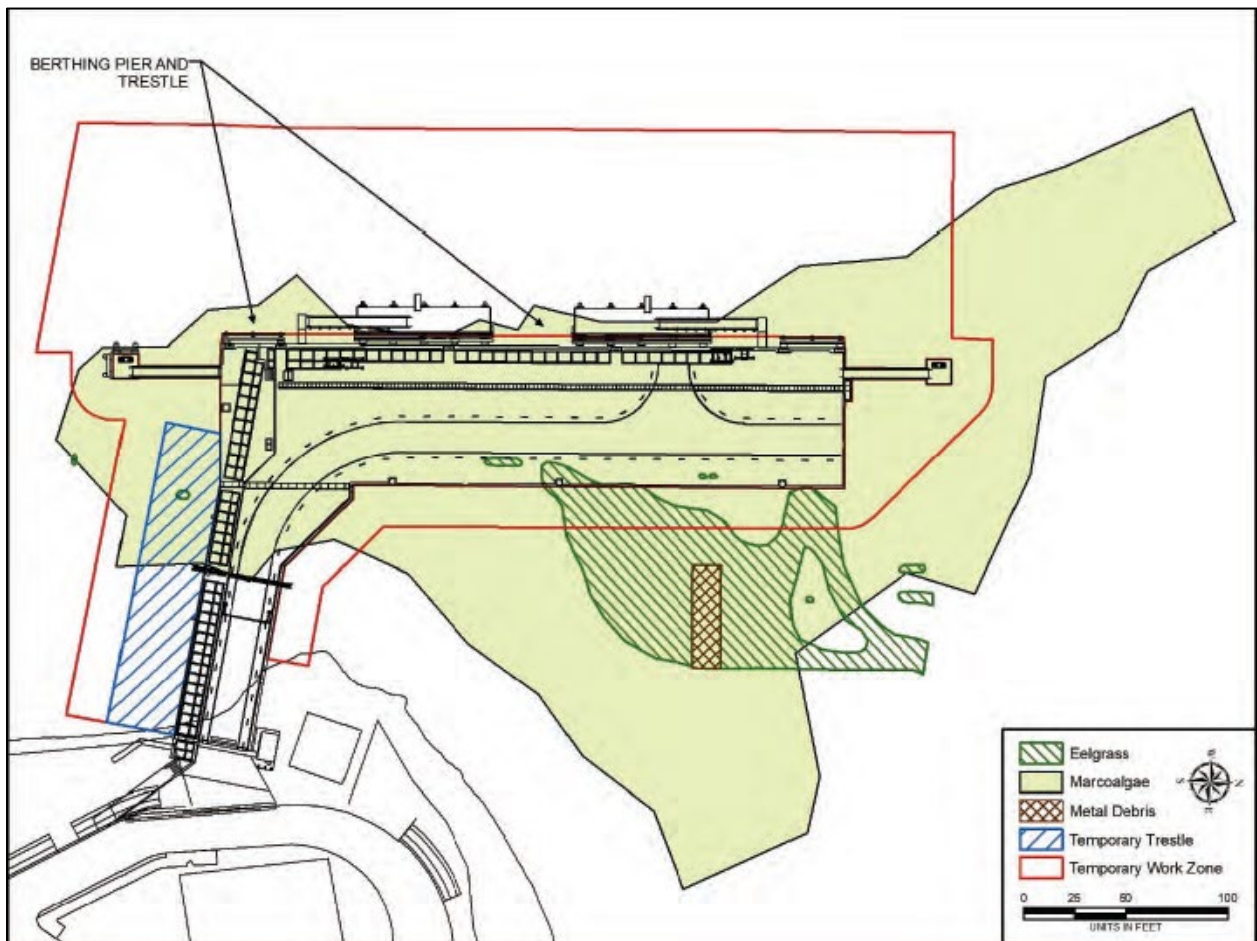 BERTHING PIER AND
TRESTLE
Eelgrass
Marcoalgae
Metal Debris
Temporary Trestle
Temporary Work Zone
0 25 50 100
UNITS IN FEET